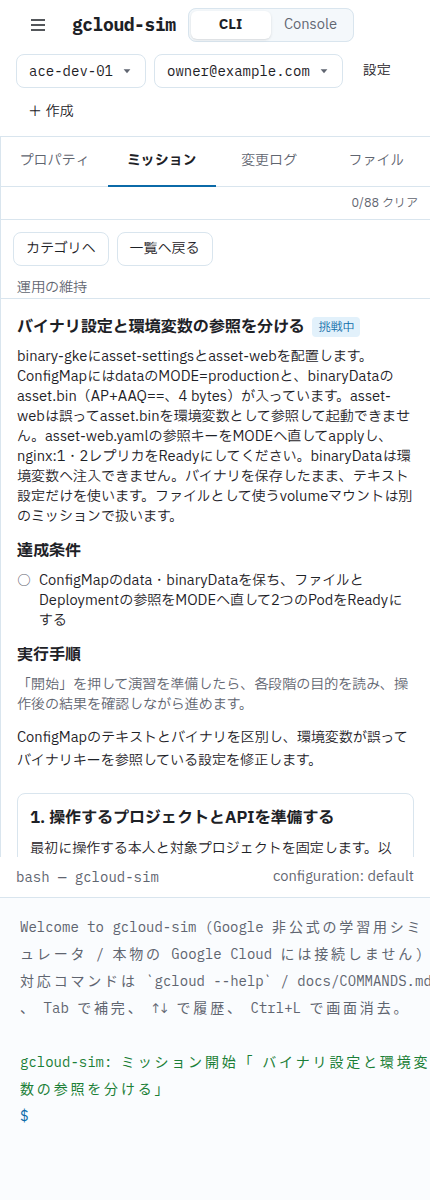 gcloud-sim CLI Console
ace-dev-01 owner@example.com 設定
＋ 作成
プロパティ ミッション 変更ログ ファイル
0/88 クリア
カテゴリへ 一覧へ戻る
運用の維持
バイナリ設定と環境変数の参照を分ける 挑戦中
binary-gkeにasset-settingsとasset-webを配置します。
ConfigMapにはdataのMODE=productionと、binaryDataの
asset.bin（AP+AAQ==、4 bytes）が入っています。asset-
webは誤ってasset.binを環境変数として参照して起動できませ
ん。asset-web.yamlの参照キーをMODEへ直してapplyし、
nginx:1・2レプリカをReadyにしてください。binaryDataは環
境変数へ注入できません。バイナリを保存したまま、テキスト
設定だけを使います。ファイルとして使うvolumeマウントは別
のミッションで扱います。
達成条件
ConfigMapのdata・binaryDataを保ち、ファイルと
Deploymentの参照をMODEへ直して2つのPodをReadyに
する
実行手順
「開始」を押して演習を準備したら、各段階の目的を読み、操
作後の結果を確認しながら進めます。
ConfigMapのテキストとバイナリを区別し、環境変数が誤って
バイナリキーを参照している設定を修正します。
1. 操作するプロジェクトとAPIを準備する
最初に操作する本人と対象プロジェクトを固定します。以
bash — gcloud-sim configuration: default
Welcome to gcloud-sim (Google 非公式の学習用シミ
ュレータ / 本物の Google Cloud には接続しません)
対応コマンドは `gcloud --help` / docs/COMMANDS.md
、 Tab で補完、 ↑↓ で履歴、 Ctrl+L で画面消去。
gcloud-sim: ミッション開始「 バイナリ設定と環境変
数の参照を分ける」
$